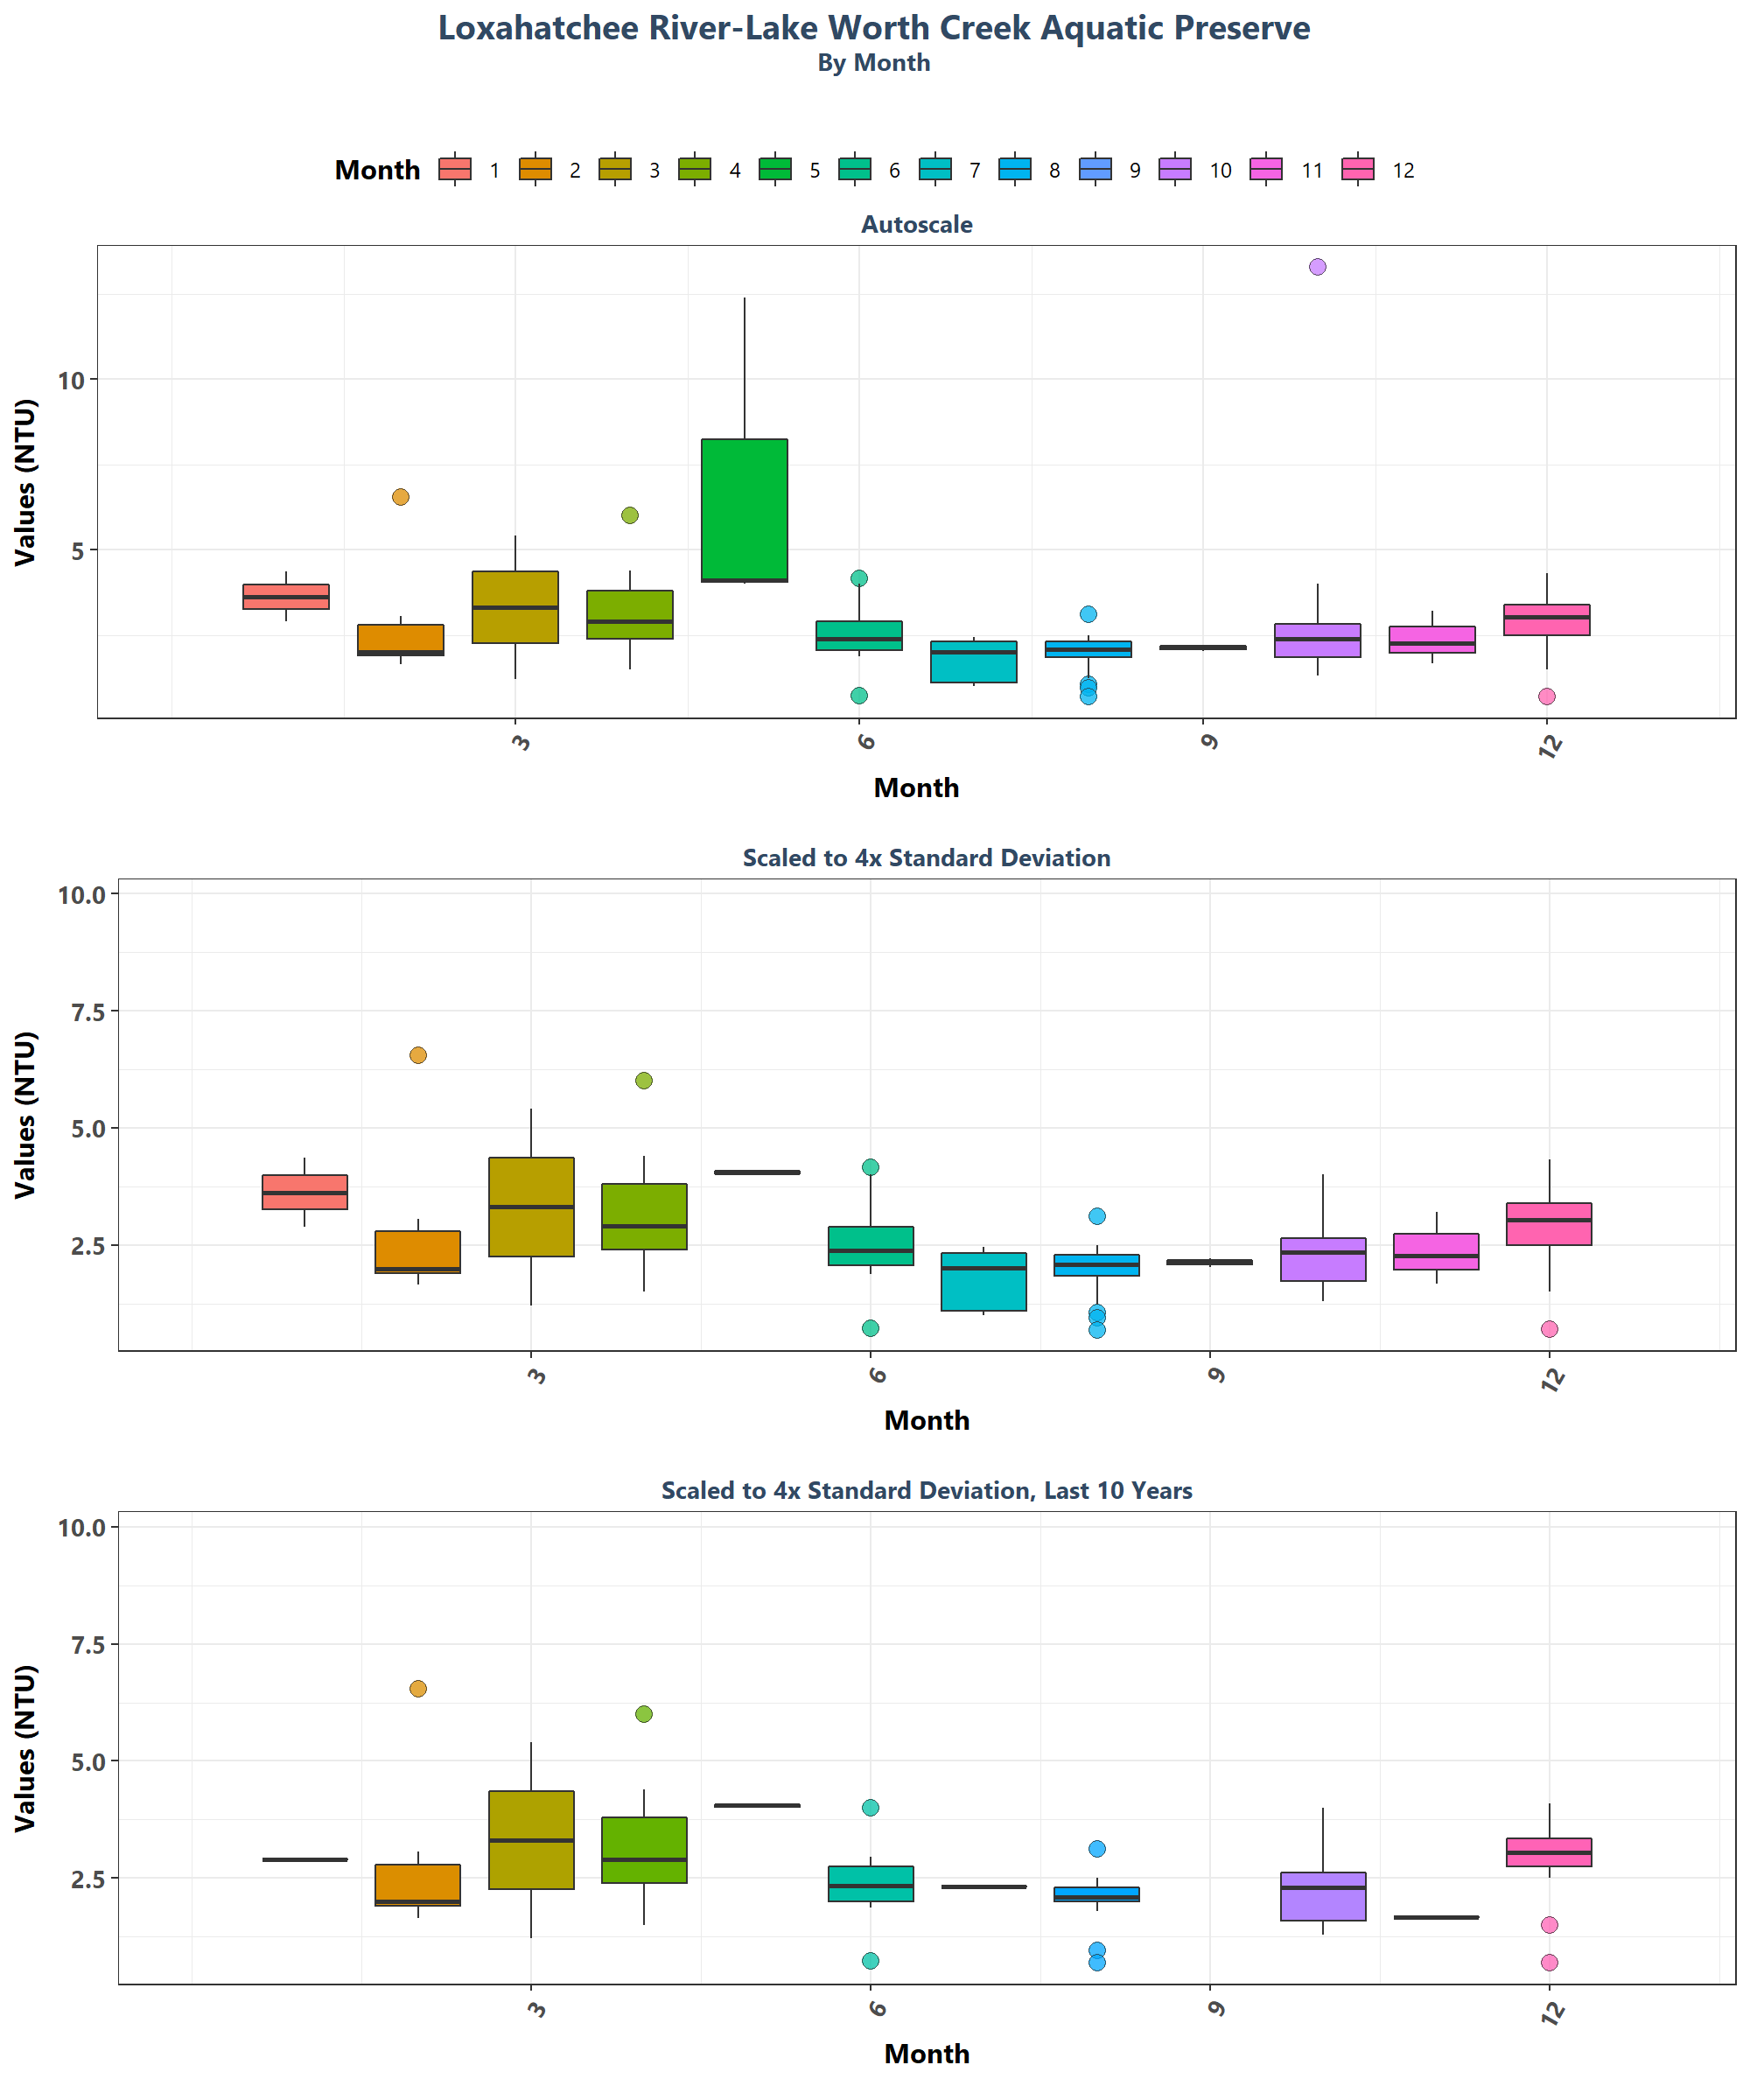 Loxahatchee River-Lake Worth Creek Aquatic Preserve
By Month
Month 1 2 3 4 5 6 7 8 9 10 11 12
Autoscale
Values (NTU)
10
5
3 6 9 12
Month
Scaled to 4x Standard Deviation
Values (NTU)
10.0
7.5
5.0
2.5
3 6 9 12
Month
Scaled to 4x Standard Deviation, Last 10 Years
Values (NTU)
10.0
7.5
5.0
2.5
3 6 9 12
Month